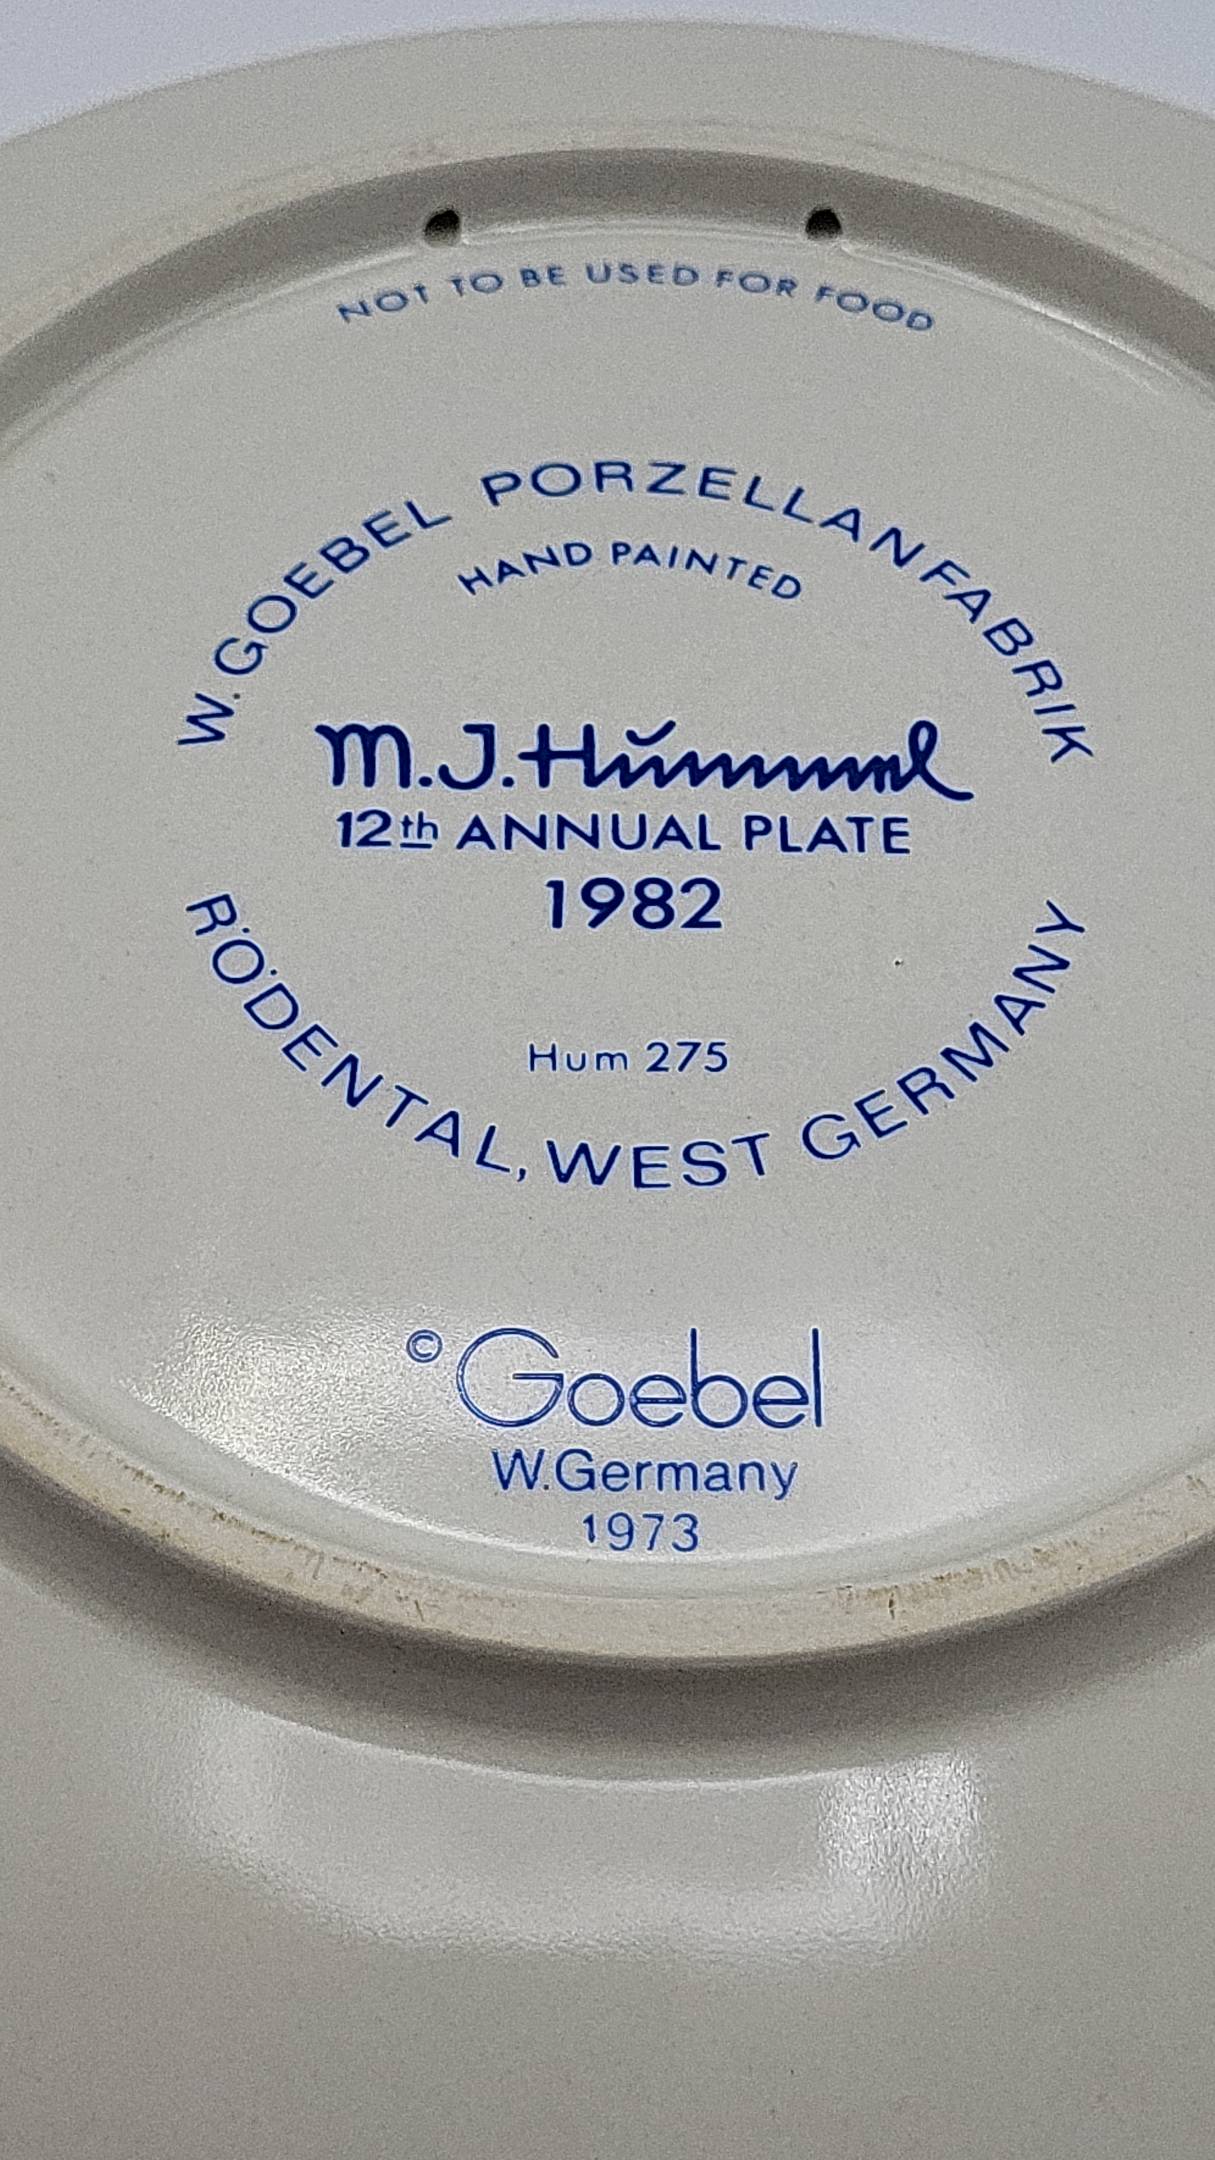 NOT TO BE USED FOR FOOD
W. GOEBEL PORZELLANFABRIK
HAND PAINTED
M.J. Hummel
12th ANNUAL PLATE
1982
Hum 275
RÖDENTAL, WEST GERMANY
© Goebel
W.Germany
1973